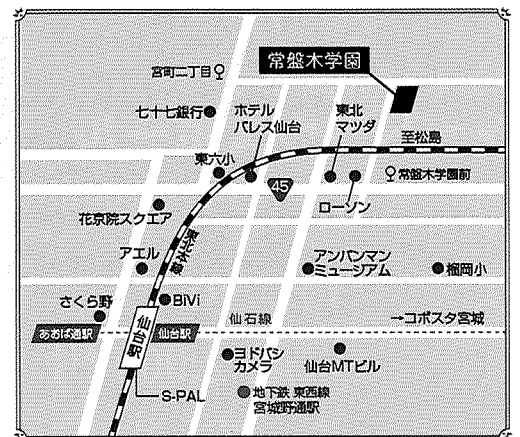 常盤木学園
宮町二丁目
七十七銀行
ホテル
パレス仙台
東北
マツダ
至松島
東六小
45
常盤木学園前
ローソン
花京院スクエア
東北本線
アエル
アンパンマン
ミュージアム
榴岡小
さくら野
BiVi
仙石線
→コボスタ宮城
あおば通駅
仙台駅
仙台駅
ヨドバシ
カメラ
仙台MTビル
S-PAL
地下鉄 東西線
宮城野通駅